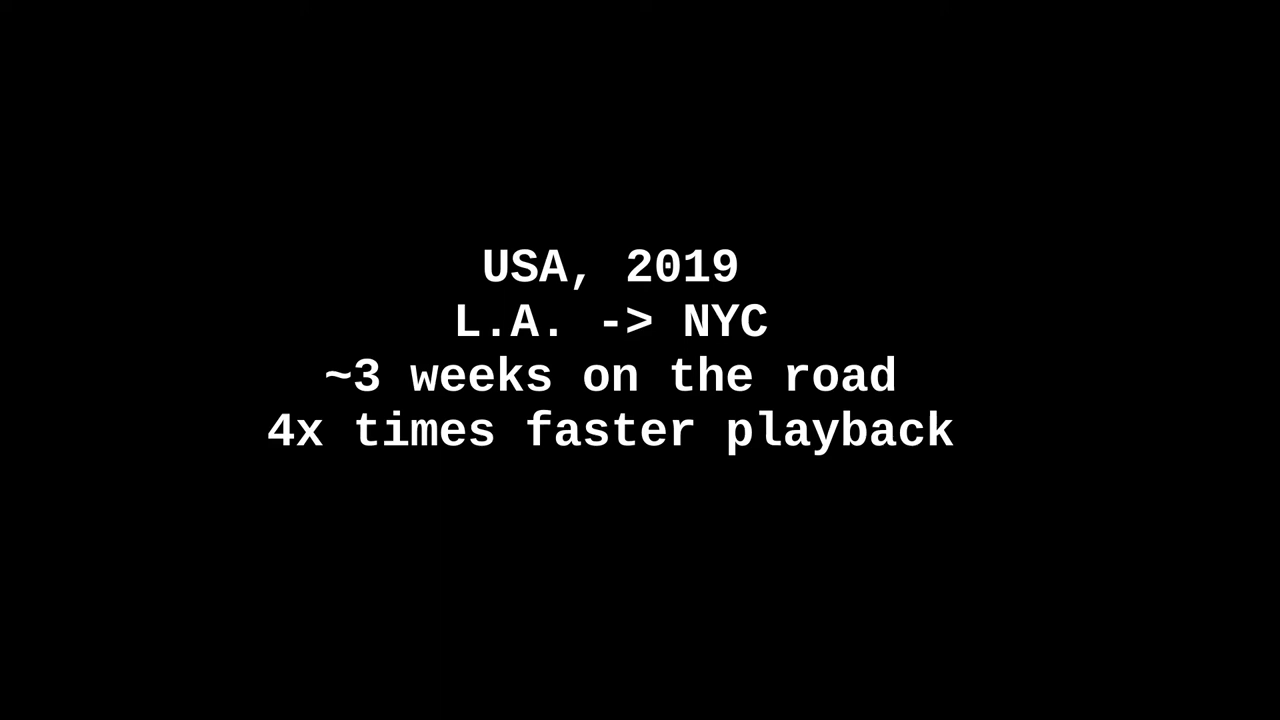 USA, 2019
L.A. -> NYC
~3 weeks on the road
4x times faster playback